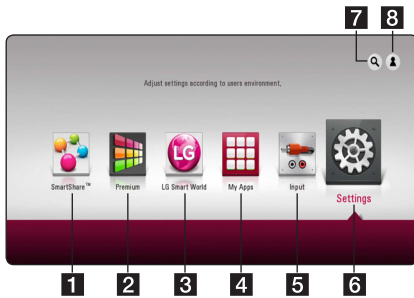 7 8
Adjust settings according to users environment.
LG
SmartShare™ Premium LG Smart World My Apps Input Settings
1 2 3 4 5 6